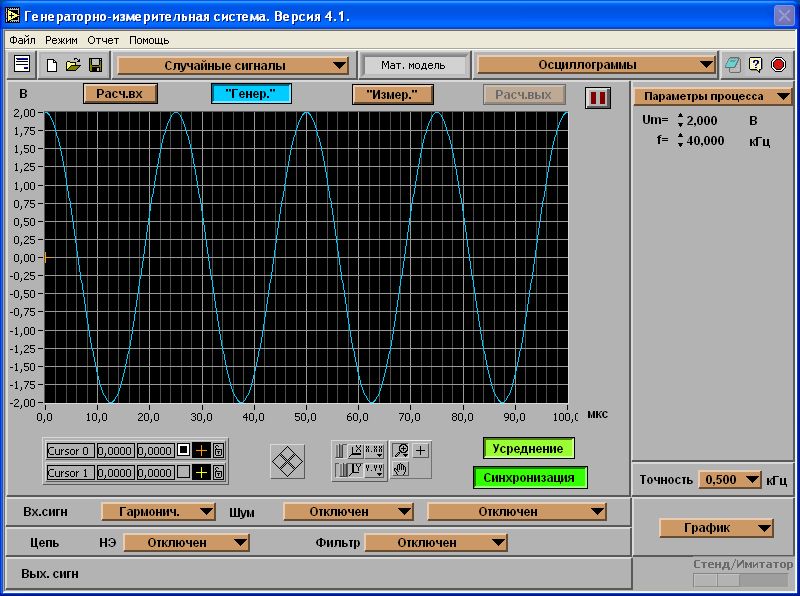 Генераторно-измерительная система. Версия 4.1.
Файл Режим Отчет Помощь
Случайные сигналы Мат. модель Осциллограммы
В Расч.вх "Генер." "Измер." Расч.вых
Параметры процесса
Um= 2,000 В
f= 40,000 кГц
2,00
1,75
1,50
1,25
1,00
0,75
0,50
0,25
0,00
-0,25
-0,50
-0,75
-1,00
-1,25
-1,50
-1,75
-2,00
0,0 10,0 20,0 30,0 40,0 50,0 60,0 70,0 80,0 90,0 100,0 мкс
Cursor 0 0,0000 0,0000
Cursor 1 0,0000 0,0000
X X.XX
Y Y.YY
Усреднение
Синхронизация
Точность 0,500 кГц
Вх.сигн Гармонич. Шум Отключен Отключен
График
Цепь НЭ Отключен Фильтр Отключен
Стенд/Имитатор
Вых. сигн